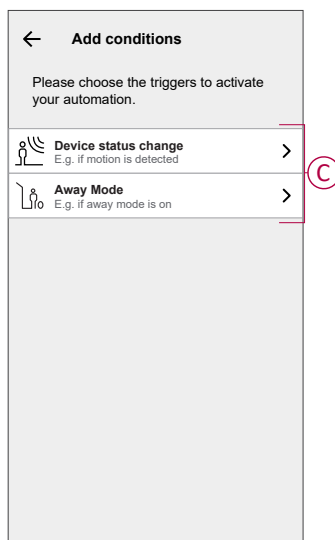 Add conditions
Please choose the triggers to activate
your automation.
Device status change
E.g. if motion is detected
Away Mode
E.g. if away mode is on
C